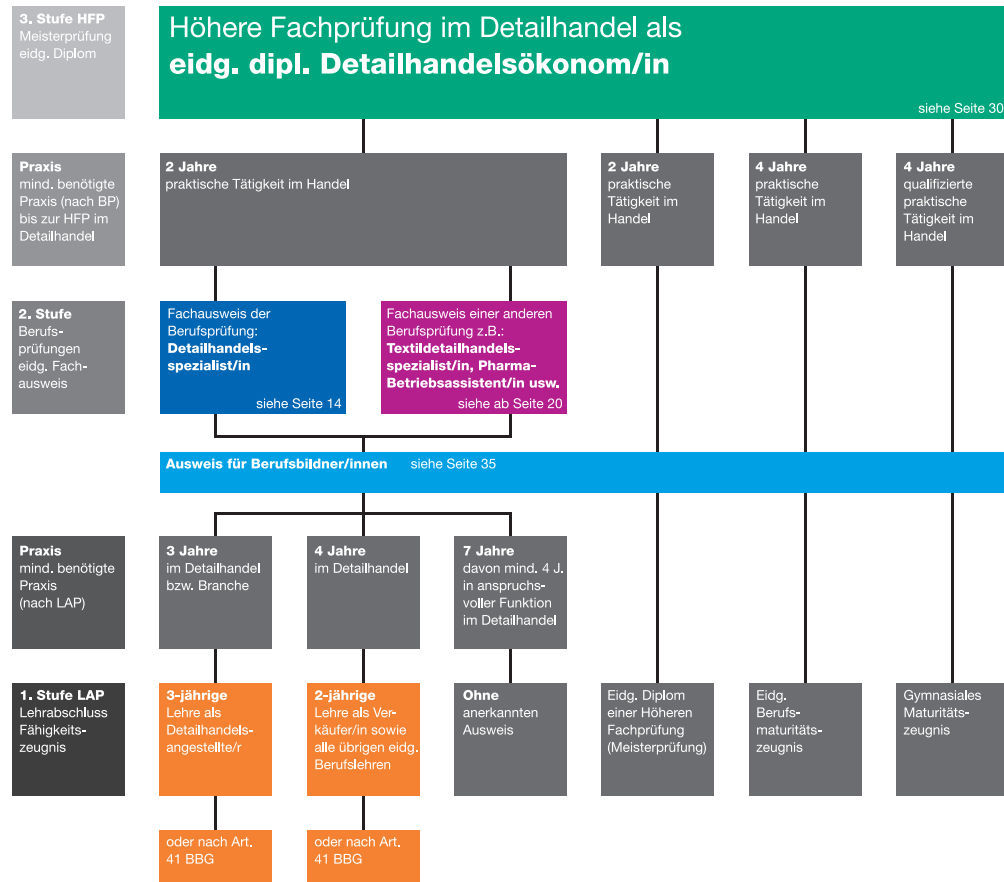 3. Stufe HFP
Meisterprüfung
eidg. Diplom
Höhere Fachprüfung im Detailhandel als
eidg. dipl. Detailhandelsökonom/in
siehe Seite 30
Praxis
mind. benötigte
Praxis (nach BP)
bis zur HFP im
Detailhandel
2 Jahre
praktische Tätigkeit im Handel
2 Jahre
praktische
Tätigkeit im
Handel
4 Jahre
praktische
Tätigkeit im
Handel
4 Jahre
qualifizierte
praktische
Tätigkeit im
Handel
2. Stufe
Berufs-
prüfungen
eidg. Fach-
ausweis
Fachausweis der
Berufsprüfung:
Detailhandels-
spezialist/in
siehe Seite 14
Fachausweis einer anderen
Berufsprüfung z.B.:
Textildetailhandels-
spezialist/in, Pharma-
Betriebsassistent/in usw.
siehe ab Seite 20
Ausweis für Berufsbildner/innen siehe Seite 35
Praxis
mind. benötigte
Praxis
(nach LAP)
3 Jahre
im Detailhandel
bzw. Branche
4 Jahre
im Detailhandel
7 Jahre
davon mind. 4 J.
in anspruchs-
voller Funktion
im Detailhandel
1. Stufe LAP
Lehrabschluss
Fähigkeits-
zeugnis
3-jährige
Lehre als
Detailhandels-
angestellte/r
2-jährige
Lehre als Ver-
käufer/in sowie
alle übrigen eidg.
Berufslehren
Ohne
anerkannten
Ausweis
Eidg. Diplom
einer Höheren
Fachprüfung
(Meisterprüfung)
Eidg.
Berufs-
maturitäts-
zeugnis
Gymnasiales
Maturitäts-
zeugnis
oder nach Art.
41 BBG
oder nach Art.
41 BBG